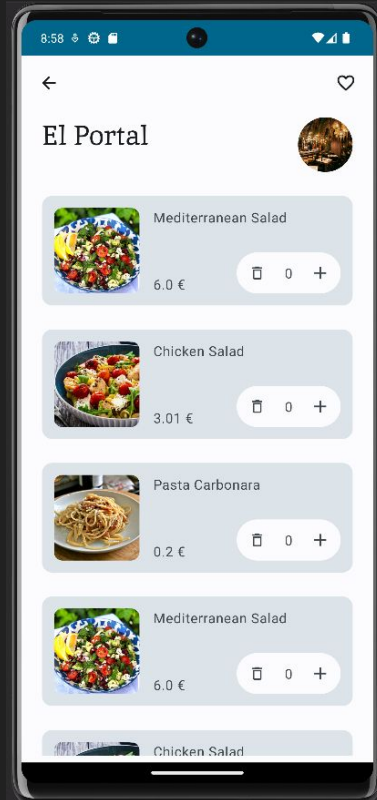 8:58
El Portal
Mediterranean Salad
6.0 €
0
Chicken Salad
3.01 €
0
Pasta Carbonara
0.2 €
0
Mediterranean Salad
6.0 €
0
Chicken Salad